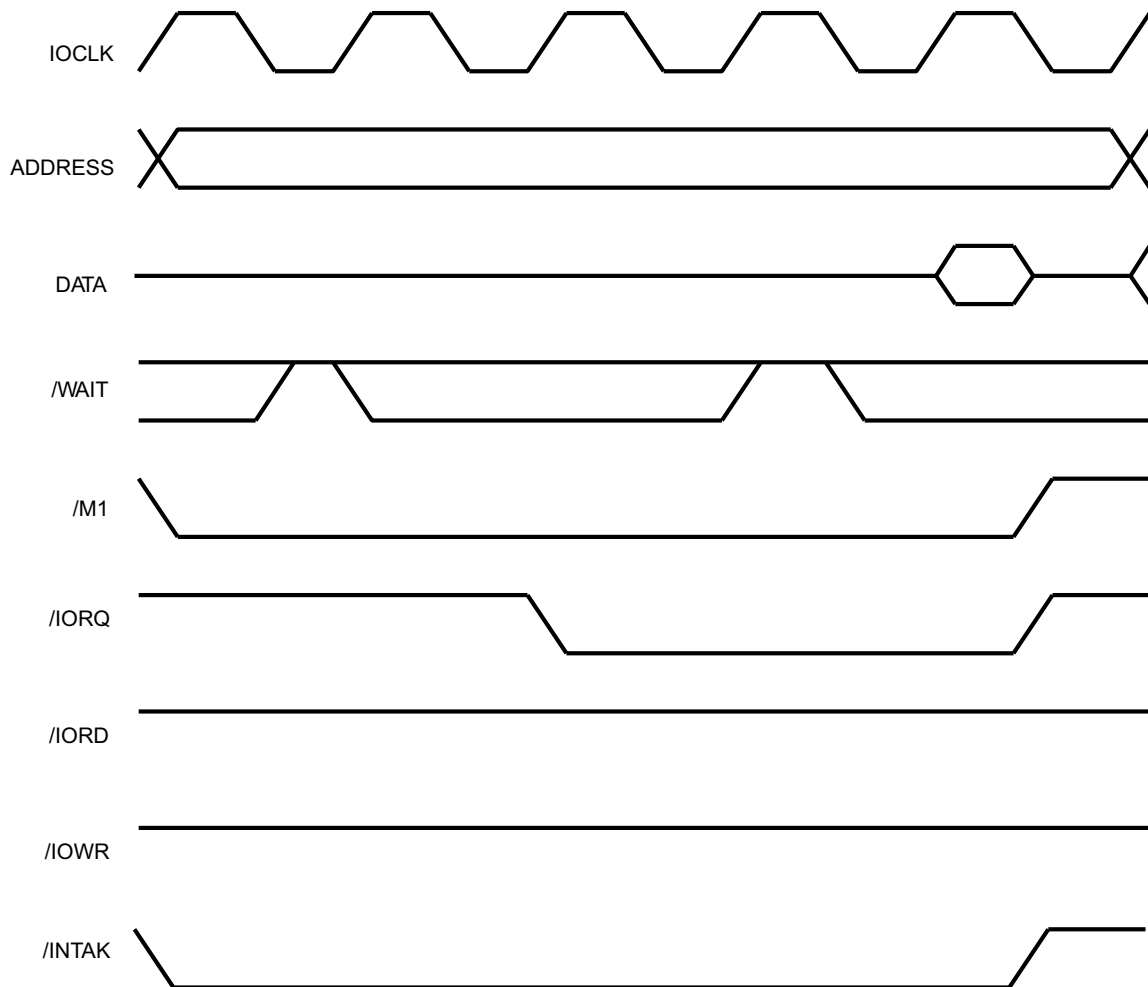 IOCLK
ADDRESS
DATA
/WAIT
/M1
/IORQ
/IORD
/IOWR
/INTAK